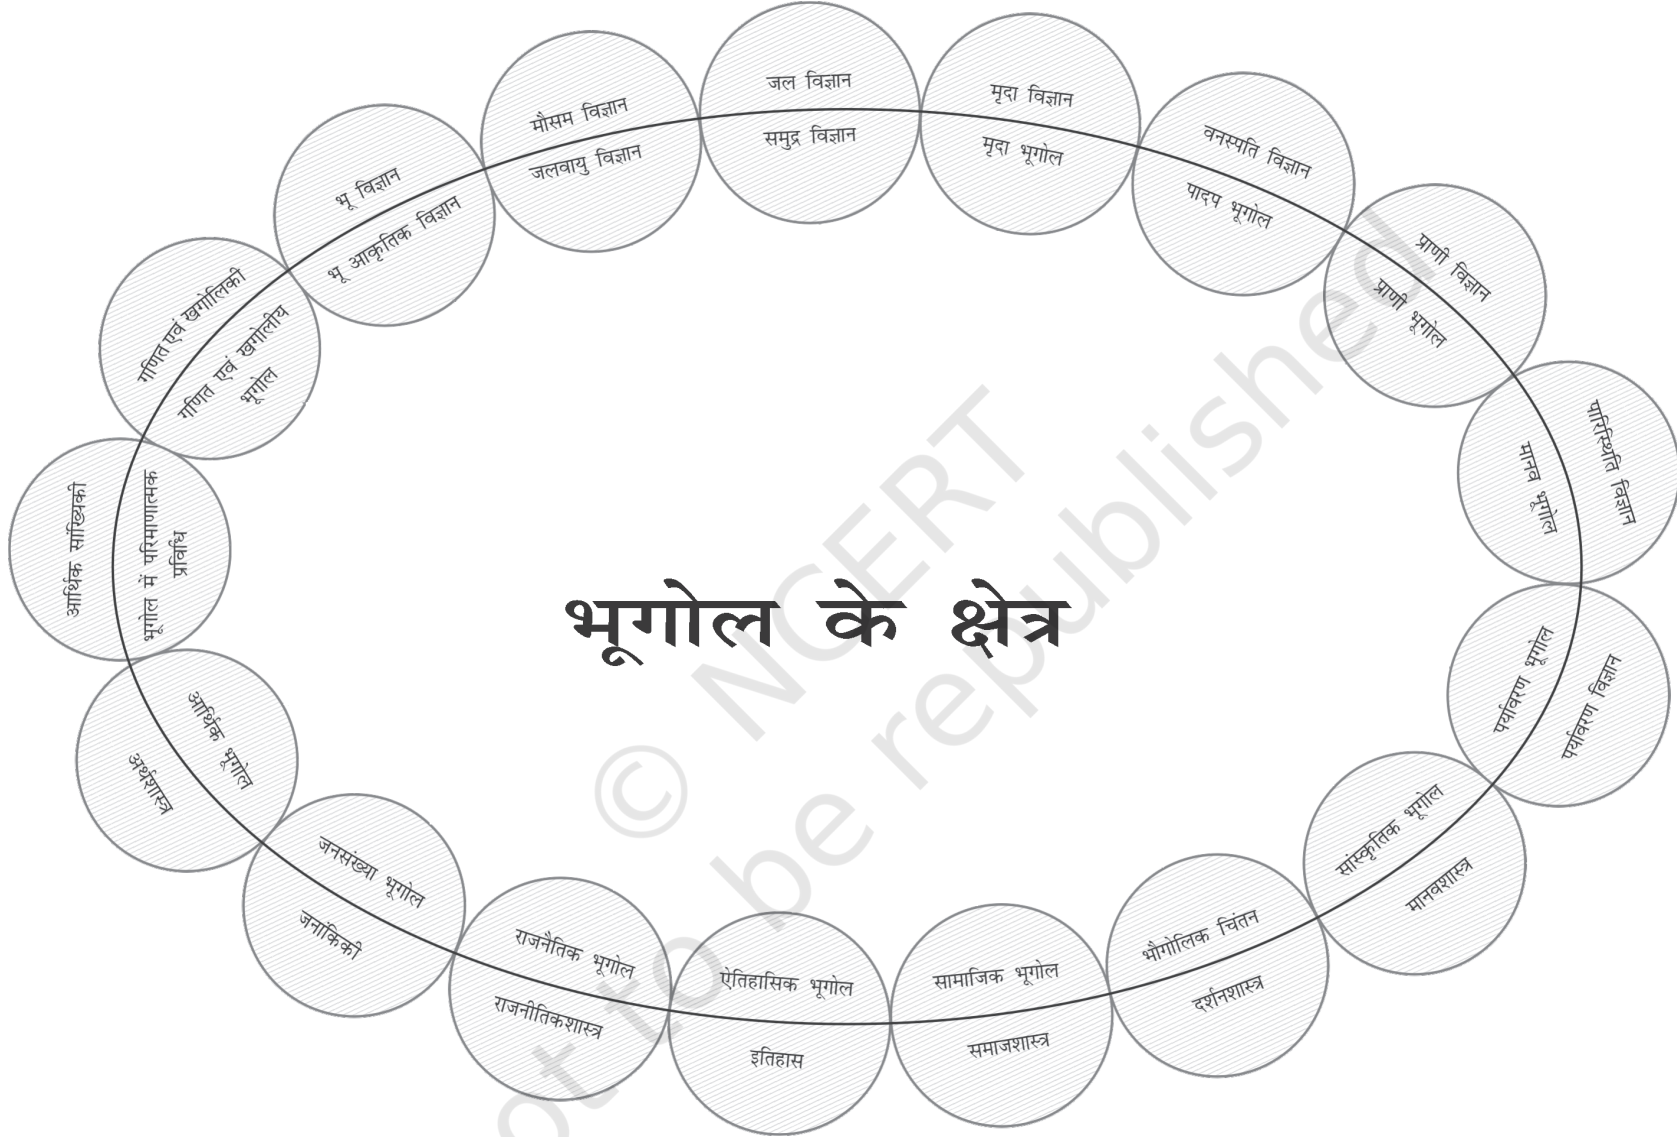 जल विज्ञान
समुद्र विज्ञान
मृदा विज्ञान
मृदा भूगोल
वनस्पति विज्ञान
पादप भूगोल
प्राणी विज्ञान
प्राणी भूगोल
पारिस्थिति विज्ञान
मानव भूगोल
पर्यावरण भूगोल
पर्यावरण विज्ञान
सांस्कृतिक भूगोल
मानवशास्त्र
भौगोलिक चिंतन
दर्शनशास्त्र
सामाजिक भूगोल
समाजशास्त्र
ऐतिहासिक भूगोल
इतिहास
राजनैतिक भूगोल
राजनीतिकशास्त्र
जनसंख्या भूगोल
जनांकिकी
आर्थिक भूगोल
अर्थशास्त्र
आर्थिक सांख्यिकी
भूगोल में परिमाणात्मक
प्रविधि
गणित एवं खगोलिकी
गणित एवं खगोलीय
भूगोल
भू विज्ञान
भू आकृतिक विज्ञान
मौसम विज्ञान
जलवायु विज्ञान
भूगोल के क्षेत्र
© NCERT
not to be republished